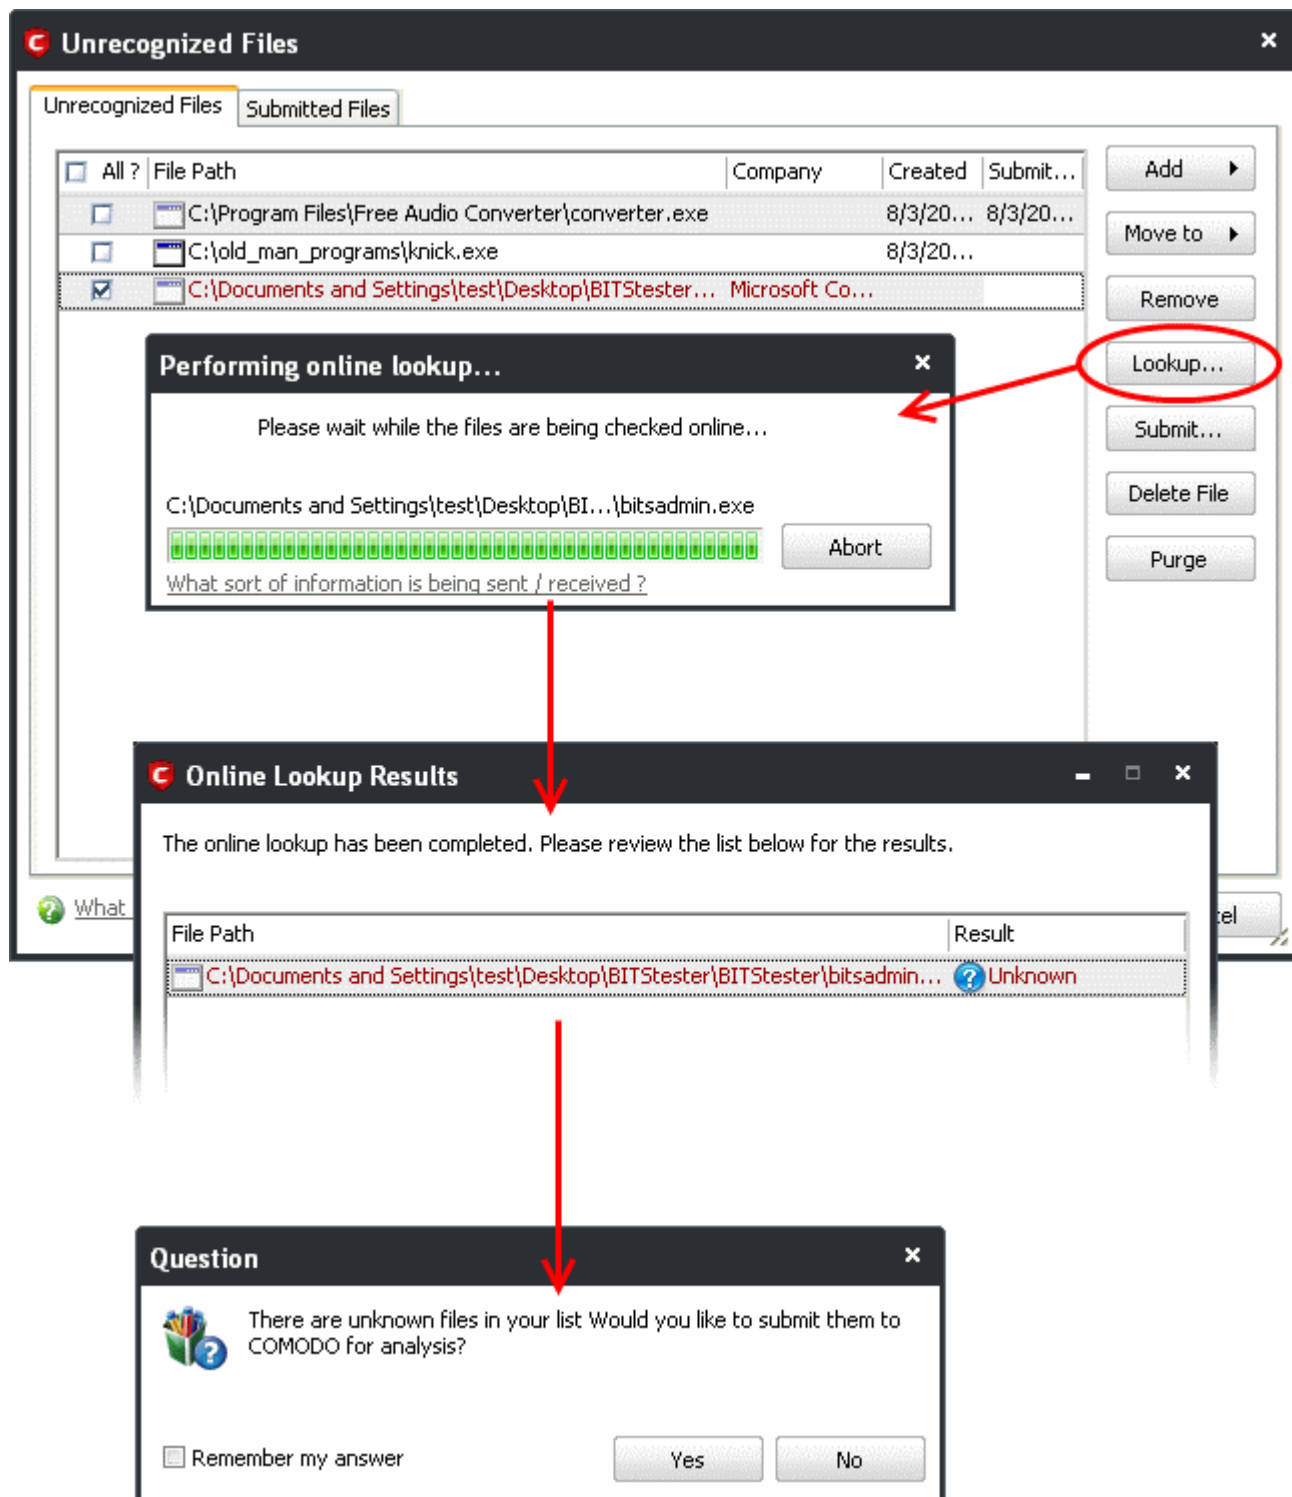 Unrecognized Files
Unrecognized Files Submitted Files
All ? File Path Company Created Submit... Add
C:\Program Files\Free Audio Converter\converter.exe 8/3/20... 8/3/20...
Move to
C:\old_man_programs\knick.exe 8/3/20...
C:\Documents and Settings\test\Desktop\BITStester... Microsoft Co...
Remove
Performing online lookup...
Lookup...
Please wait while the files are being checked online...
Submit...
C:\Documents and Settings\test\Desktop\BI...\bitsadmin.exe
Delete File
Abort
Purge
What sort of information is being sent / received ?
Online Lookup Results
The online lookup has been completed. Please review the list below for the results.
What
File Path Result
C:\Documents and Settings\test\Desktop\BITStester\BITStester\bitsadmin... Unknown
Question
There are unknown files in your list Would you like to submit them to
COMODO for analysis?
Remember my answer Yes No